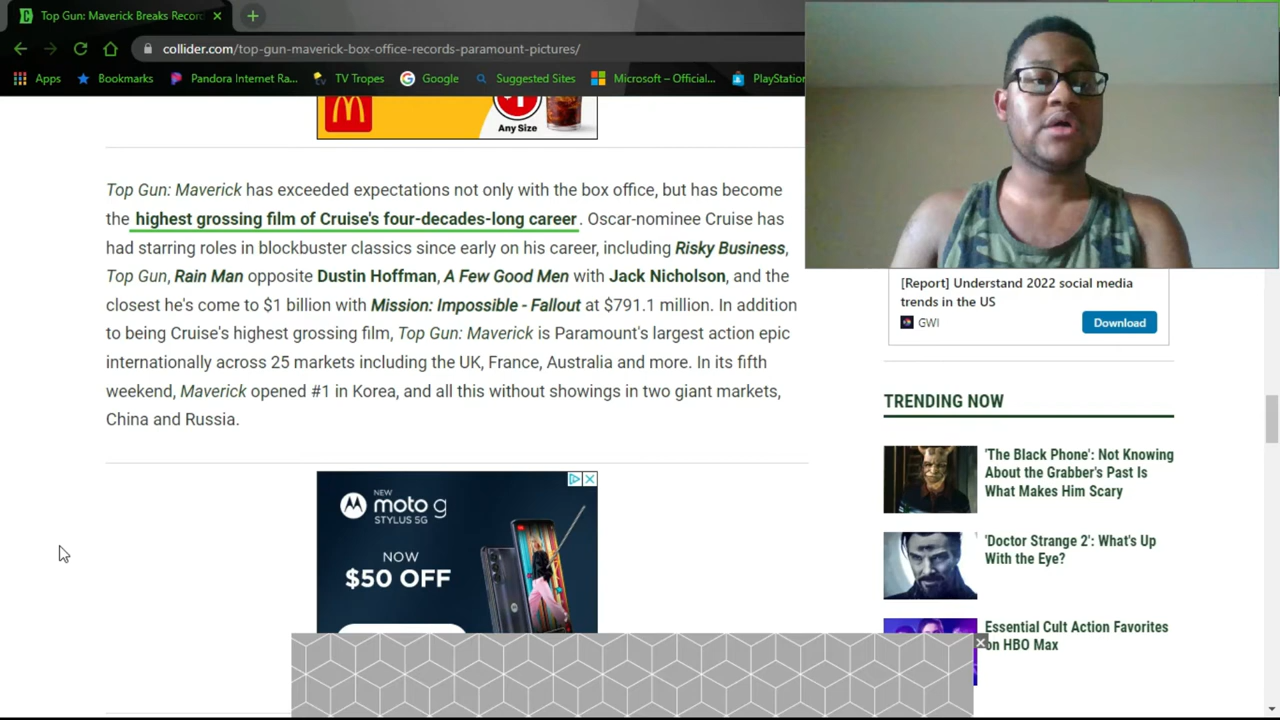 Top Gun: Maverick Breaks Recor
collider.com/top-gun-maverick-box-office-records-paramount-pictures/
Apps Bookmarks Pandora Internet Ra... TV Tropes Google Suggested Sites Microsoft – Official... PlayStation
$1
Any Size
Top Gun: Maverick has exceeded expectations not only with the box office, but has become
the highest grossing film of Cruise's four-decades-long career. Oscar-nominee Cruise has
had starring roles in blockbuster classics since early on his career, including Risky Business,
Top Gun, Rain Man opposite Dustin Hoffman, A Few Good Men with Jack Nicholson, and the
closest he's come to $1 billion with Mission: Impossible - Fallout at $791.1 million. In addition
to being Cruise's highest grossing film, Top Gun: Maverick is Paramount's largest action epic
internationally across 25 markets including the UK, France, Australia and more. In its fifth
weekend, Maverick opened #1 in Korea, and all this without showings in two giant markets,
China and Russia.
NEW
moto g
STYLUS 5G
NOW
$50 OFF
[Report] Understand 2022 social media
trends in the US
GWI
Download
TRENDING NOW
'The Black Phone': Not Knowing
About the Grabber's Past Is
What Makes Him Scary
'Doctor Strange 2': What's Up
With the Eye?
Essential Cult Action Favorites
on HBO Max